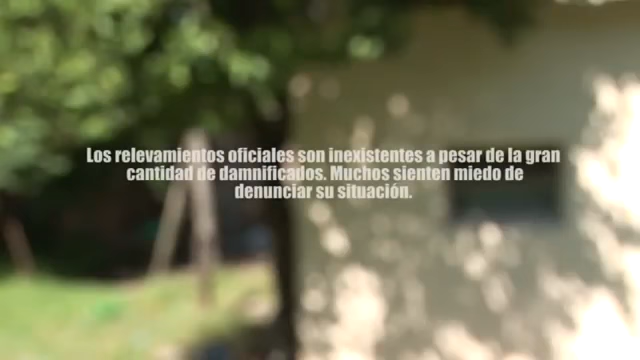 Los relevamientos oficiales son inexistentes a pesar de la gran
cantidad de damnificados. Muchos sienten miedo de
denunciar su situación.